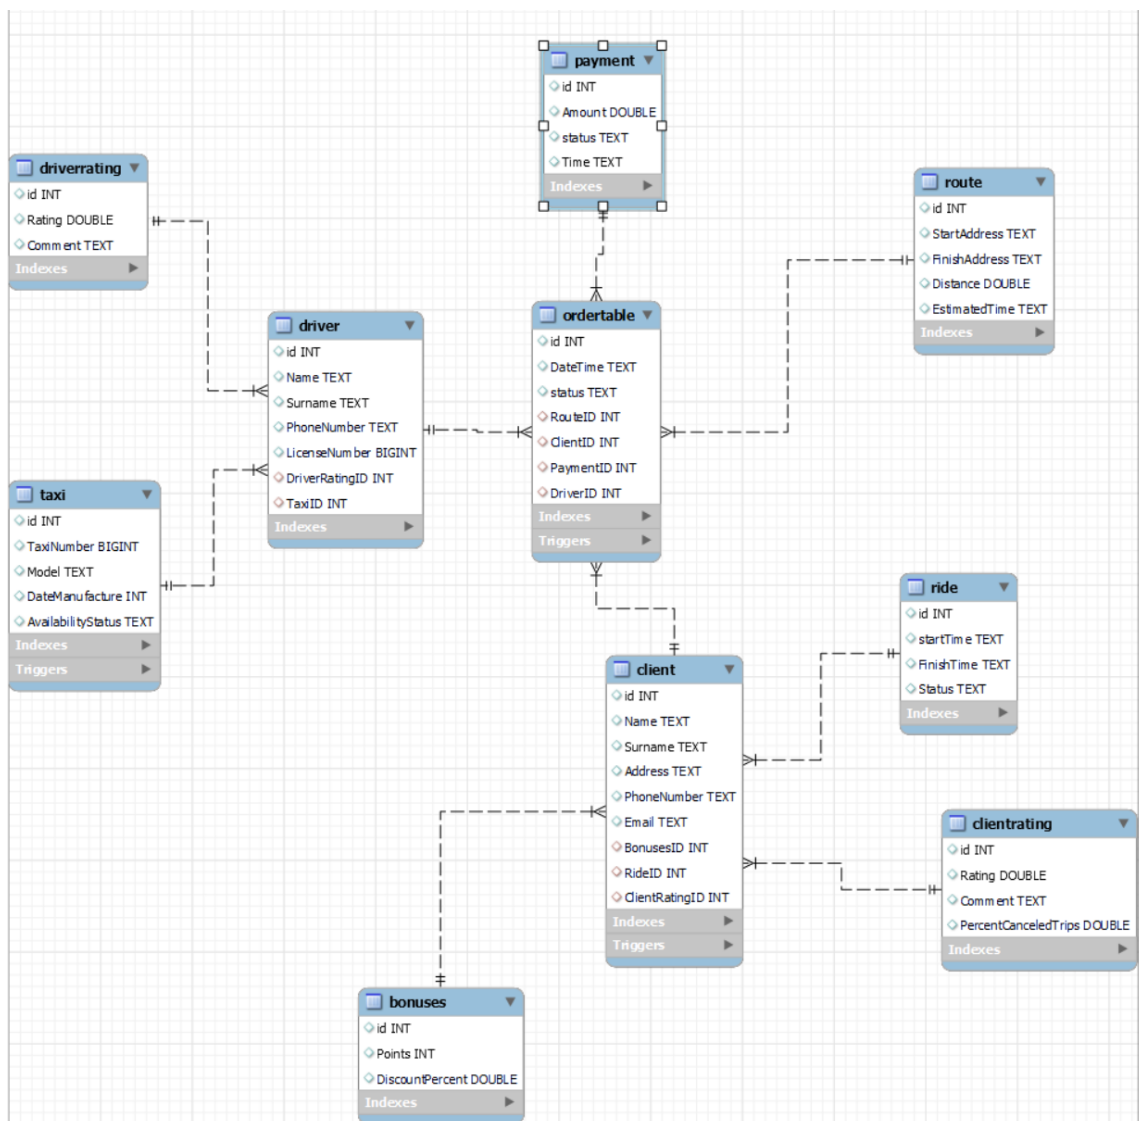 payment
id INT
Amount DOUBLE
status TEXT
Time TEXT
Indexes
driverrating
id INT
Rating DOUBLE
Comment TEXT
Indexes
route
id INT
StartAddress TEXT
FinishAddress TEXT
Distance DOUBLE
EstimatedTime TEXT
Indexes
driver
id INT
Name TEXT
Surname TEXT
PhoneNumber TEXT
LicenseNumber BIGINT
DriverRatingID INT
TaxiID INT
Indexes
ordertable
id INT
DateTime TEXT
status TEXT
RouteID INT
ClientID INT
PaymentID INT
DriverID INT
Indexes
Triggers
taxi
id INT
TaxiNumber BIGINT
Model TEXT
DateManufacture INT
AvailabilityStatus TEXT
Indexes
Triggers
ride
id INT
startTime TEXT
FinishTime TEXT
Status TEXT
Indexes
client
id INT
Name TEXT
Surname TEXT
Address TEXT
PhoneNumber TEXT
Email TEXT
BonusesID INT
RideID INT
ClientRatingID INT
Indexes
Triggers
clientrating
id INT
Rating DOUBLE
Comment TEXT
PercentCanceledTrips DOUBLE
Indexes
bonuses
id INT
Points INT
DiscountPercent DOUBLE
Indexes